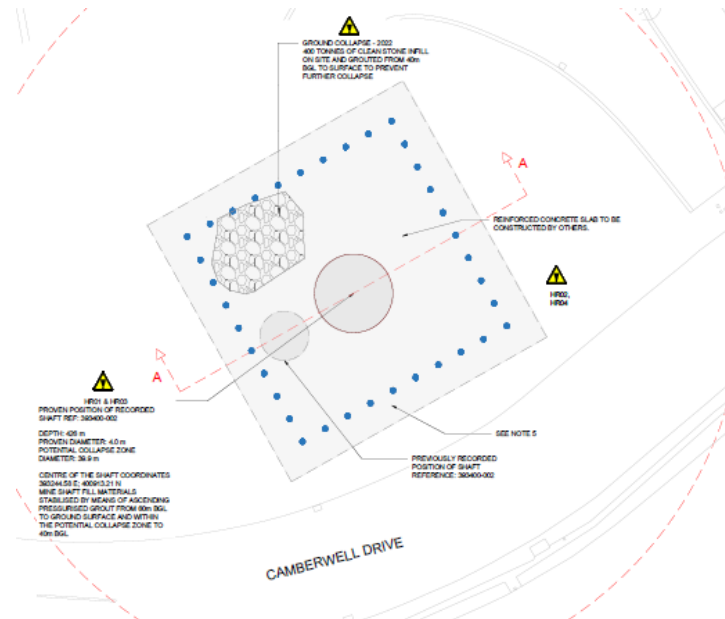 GROUND COLLAPSE - 2022
400 TONNES OF CLEAN STONE INFILL
ON SITE AND GROUTED FROM 40m
BGL TO SURFACE TO PREVENT
FURTHER COLLAPSE
A
REINFORCED CONCRETE SLAB TO BE
CONSTRUCTED BY OTHERS.
HR02,
HR04
A
HR01 & HR03
PROVEN POSITION OF RECORDED
SHAFT REF: 393400-002
DEPTH: 426 m
PROVEN DIAMETER: 4.0 m
POTENTIAL COLLAPSE ZONE
DIAMETER: 39.9 m
CENTRE OF THE SHAFT COORDINATES
393244.58 E; 400913.21 N
MINE SHAFT FILL MATERIALS
STABILISED BY MEANS OF ASCENDING
PRESSURISED GROUT FROM 60m BGL
TO GROUND SURFACE AND WITHIN
THE POTENTIAL COLLAPSE ZONE TO
40m BGL
SEE NOTE 5
PREVIOUSLY RECORDED
POSITION OF SHAFT
REFERENCE: 393400-002
CAMBERWELL DRIVE